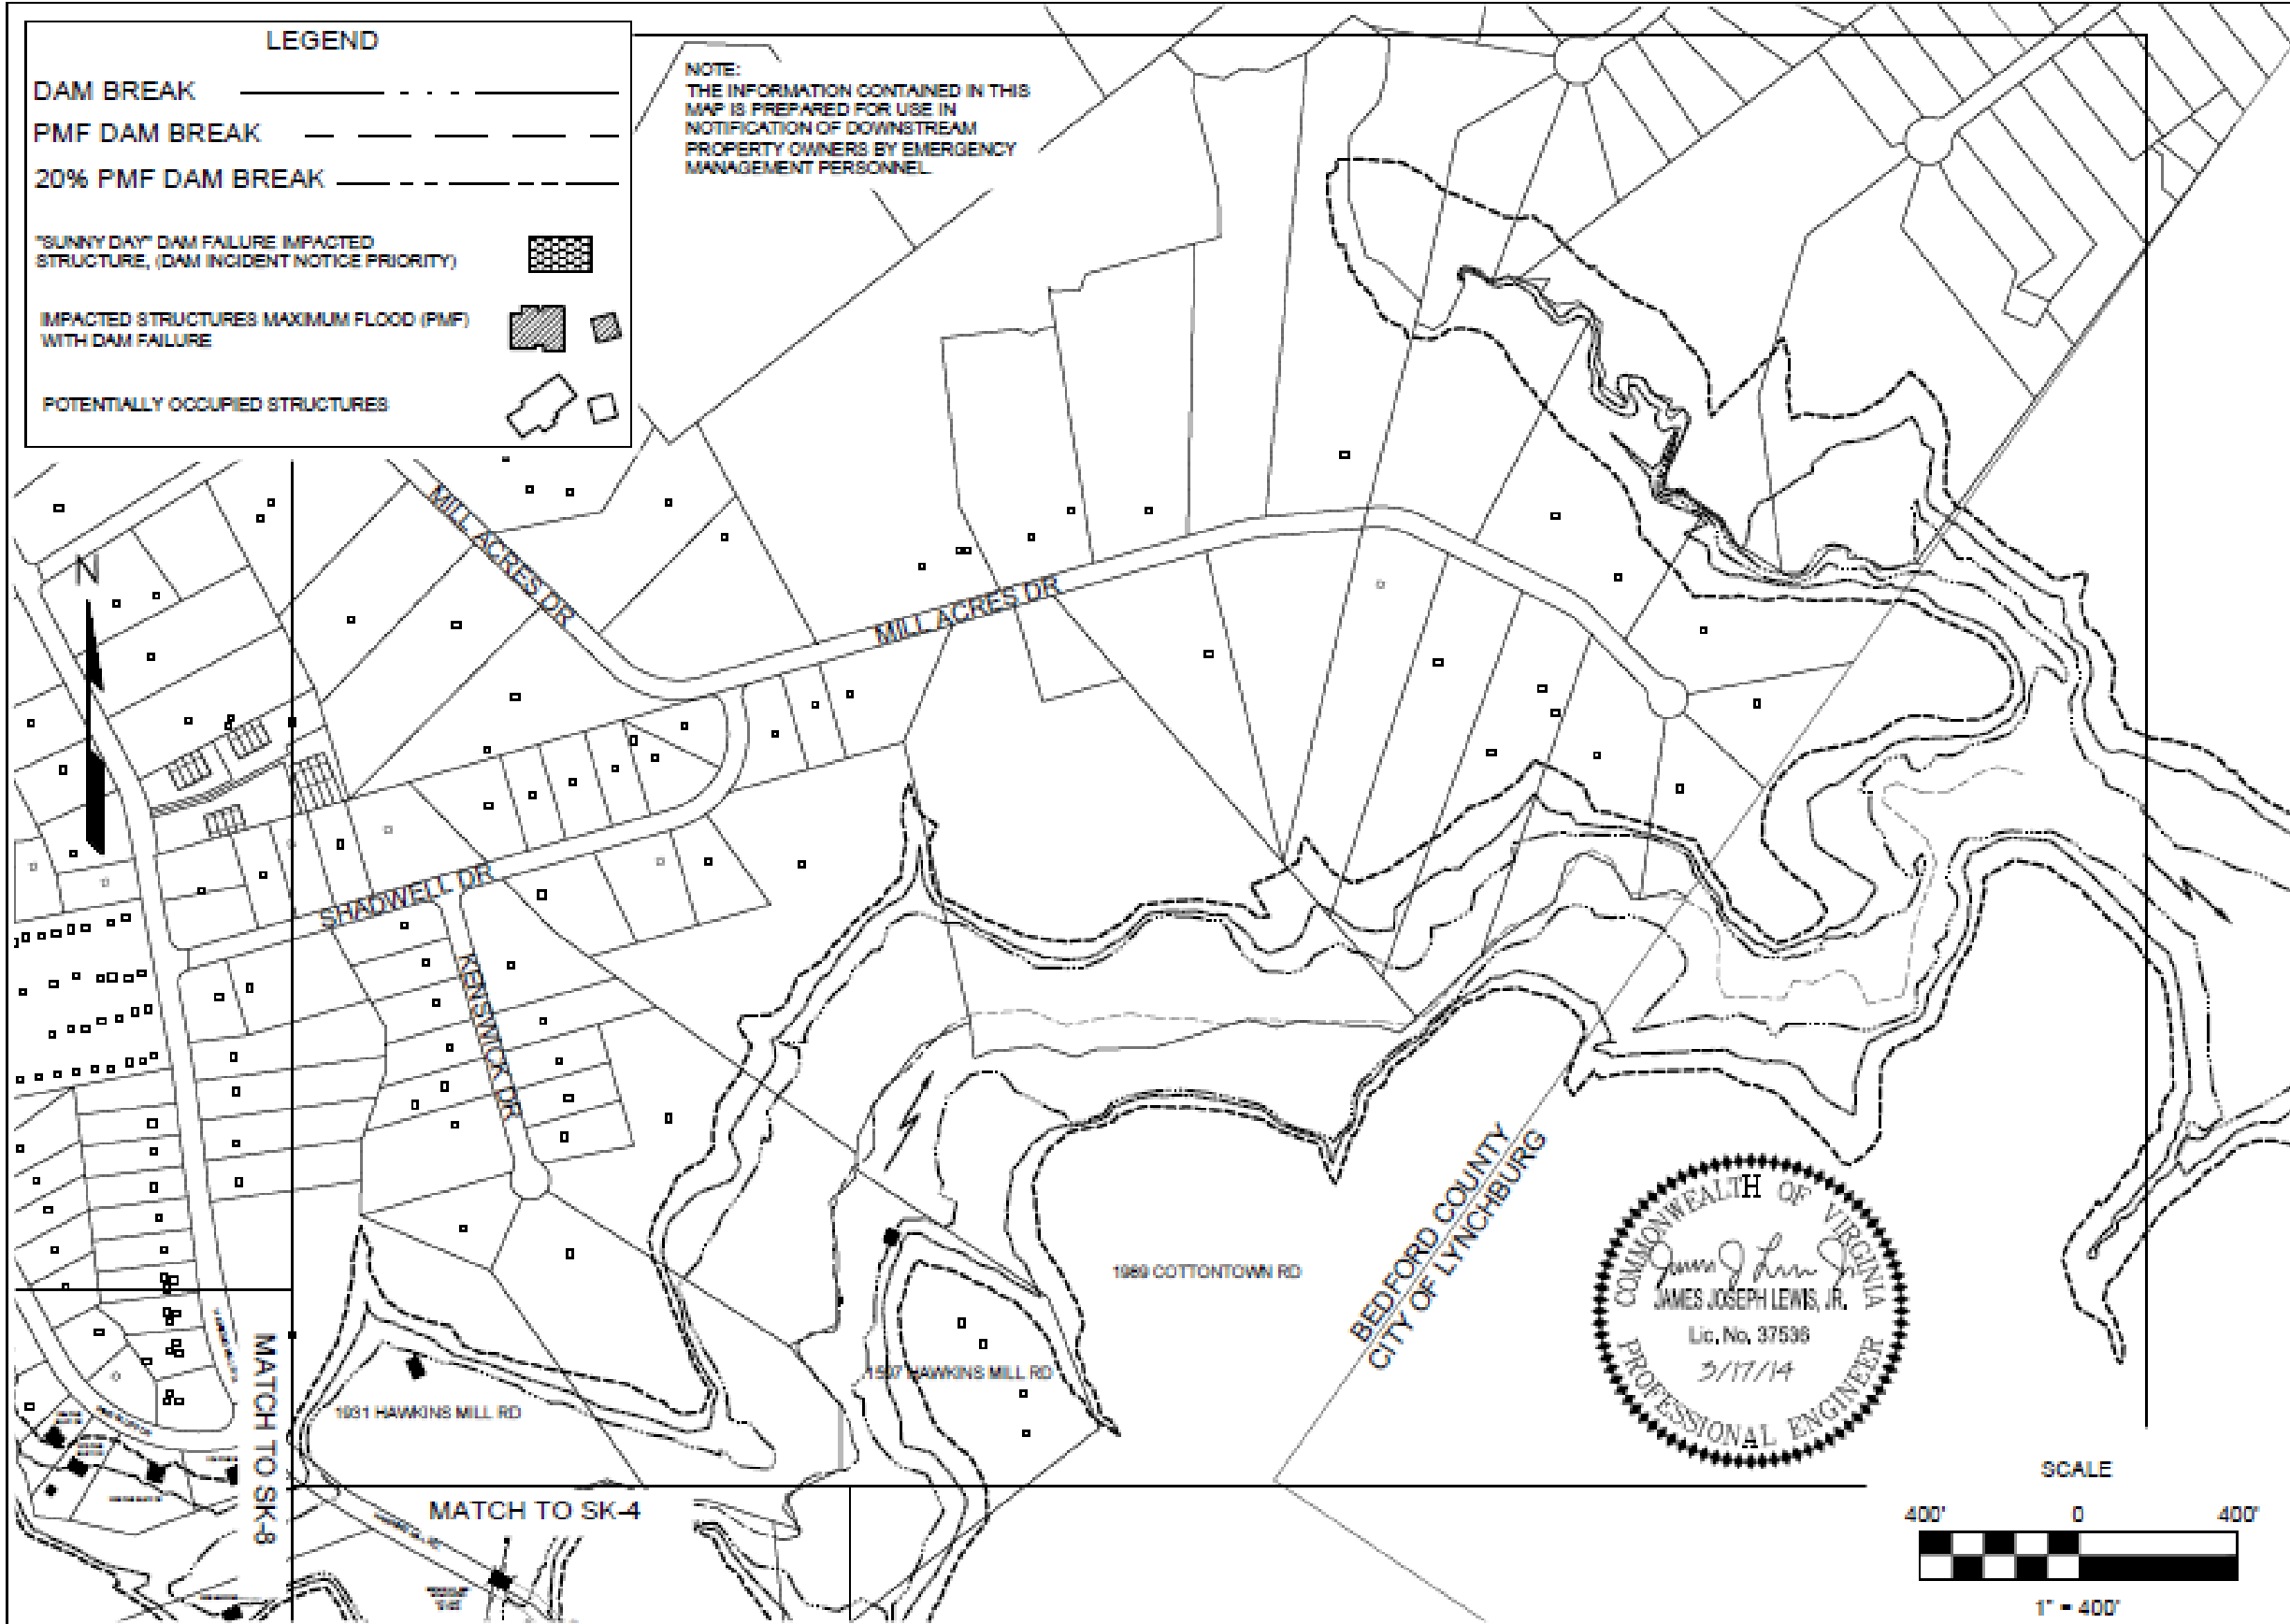 LEGEND
DAM BREAK
PMF DAM BREAK
20% PMF DAM BREAK
"SUNNY DAY" DAM FAILURE IMPACTED
STRUCTURE, (DAM INCIDENT NOTICE PRIORITY)
IMPACTED STRUCTURES MAXIMUM FLOOD (PMF)
WITH DAM FAILURE
POTENTIALLY OCCUPIED STRUCTURES
NOTE:
THE INFORMATION CONTAINED IN THIS
MAP IS PREPARED FOR USE IN
NOTIFICATION OF DOWNSTREAM
PROPERTY OWNERS BY EMERGENCY
MANAGEMENT PERSONNEL.
N
MILL ACRES DR
MILL ACRES DR
SHADWELL DR
KENSWICK DR
BEDFORD COUNTY
CITY OF LYNCHBURG
1989 COTTONTOWN RD
1507 HAWKINS MILL RD
1931 HAWKINS MILL RD
MATCH TO SK-8
MATCH TO SK-4
COMMONWEALTH OF VIRGINIA
JAMES JOSEPH LEWIS, JR.
Lic. No. 37536
3/17/14
PROFESSIONAL ENGINEER
SCALE
400' 0 400'
1" = 400'